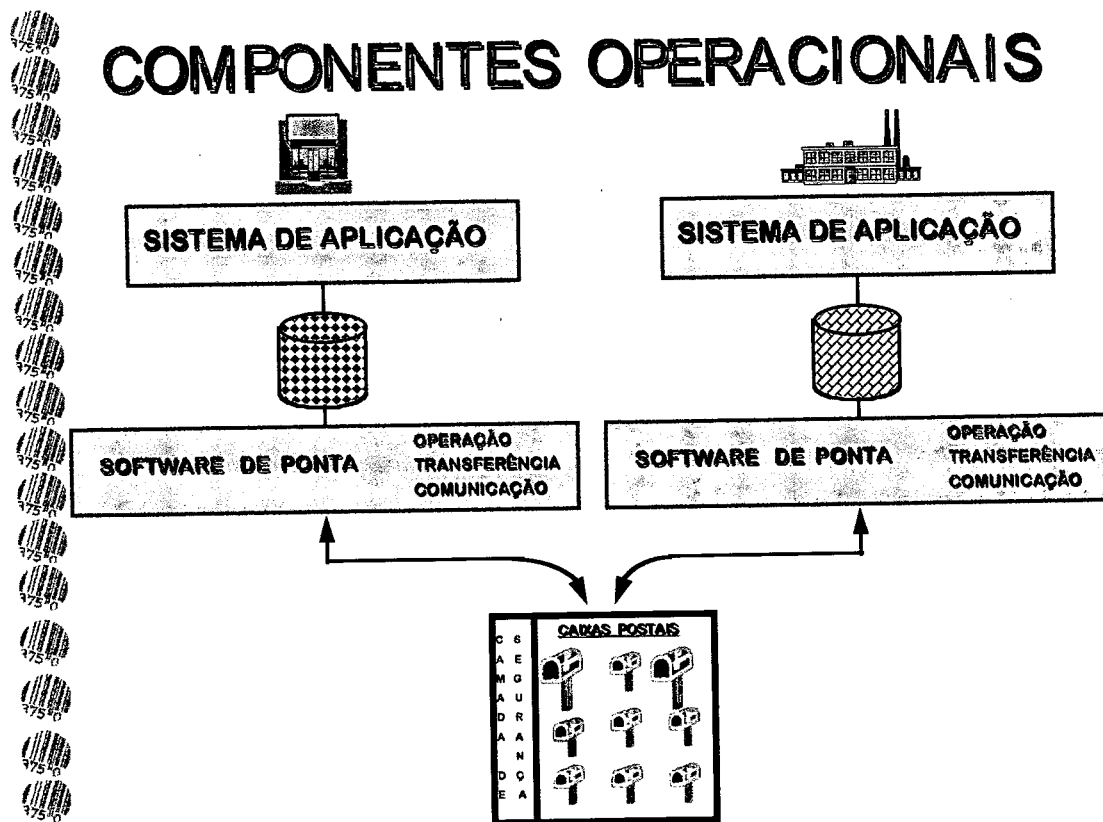 COMPONENTES OPERACIONAIS
SISTEMA DE APLICAÇÃO
SISTEMA DE APLICAÇÃO
SOFTWARE DE PONTA
OPERAÇÃO
TRANSFERÊNCIA
COMUNICAÇÃO
SOFTWARE DE PONTA
OPERAÇÃO
TRANSFERÊNCIA
COMUNICAÇÃO
CAMADA DE
SEGURANÇA
CAIXAS POSTAIS